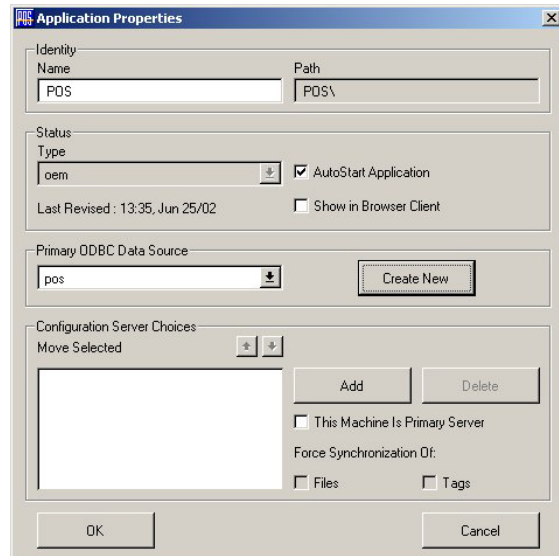 POS Application Properties
Identity
Name Path
POS POS\
Status
Type
oem AutoStart Application
Last Revised : 13:35, Jun 25/02 Show in Browser Client
Primary ODBC Data Source
pos Create New
Configuration Server Choices
Move Selected
Add Delete
This Machine Is Primary Server
Force Synchronization Of:
Files Tags
OK Cancel